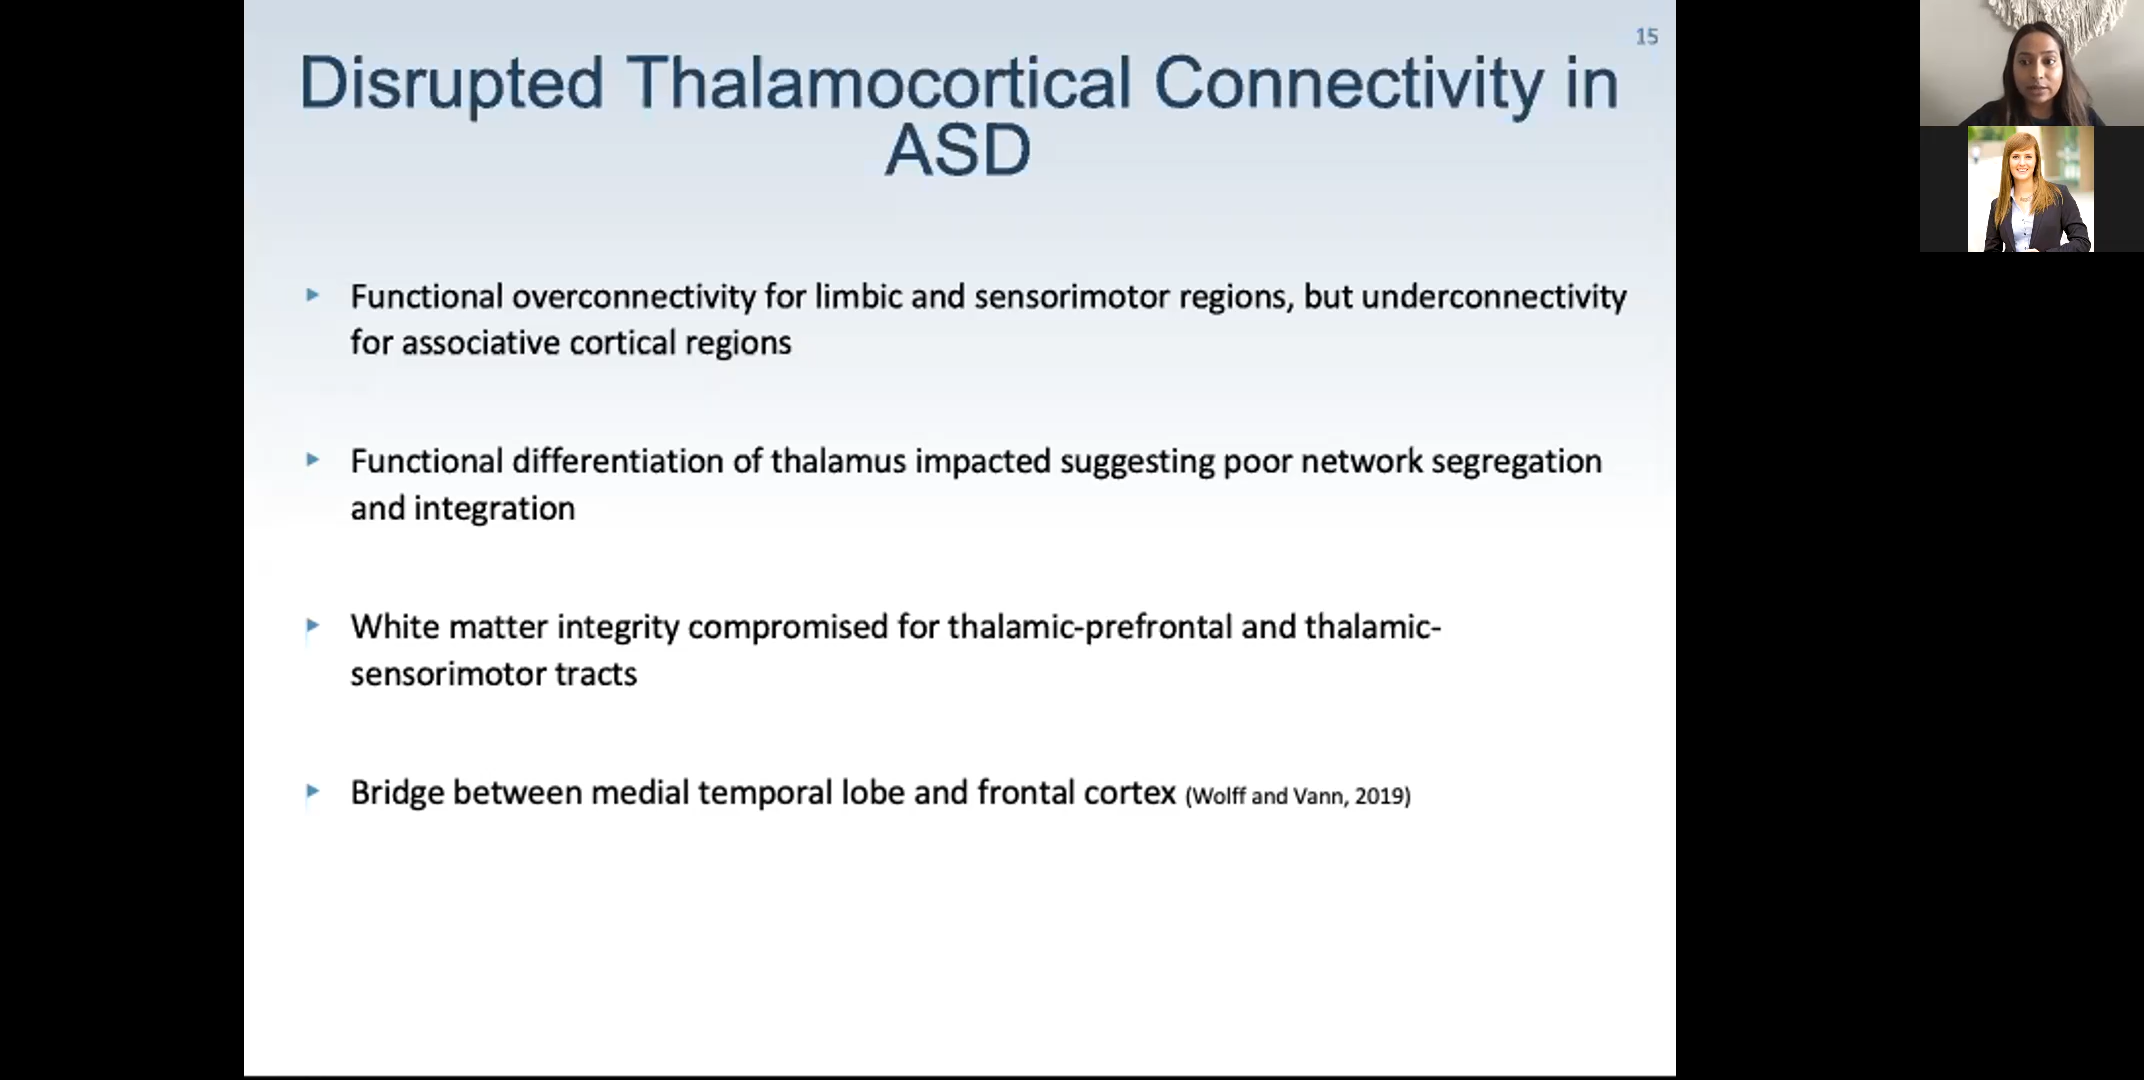 15
Disrupted Thalamocortical Connectivity in
ASD
Functional overconnectivity for limbic and sensorimotor regions, but underconnectivity
for associative cortical regions
Functional differentiation of thalamus impacted suggesting poor network segregation
and integration
White matter integrity compromised for thalamic-prefrontal and thalamic-
sensorimotor tracts
Bridge between medial temporal lobe and frontal cortex (Wolff and Vann, 2019)